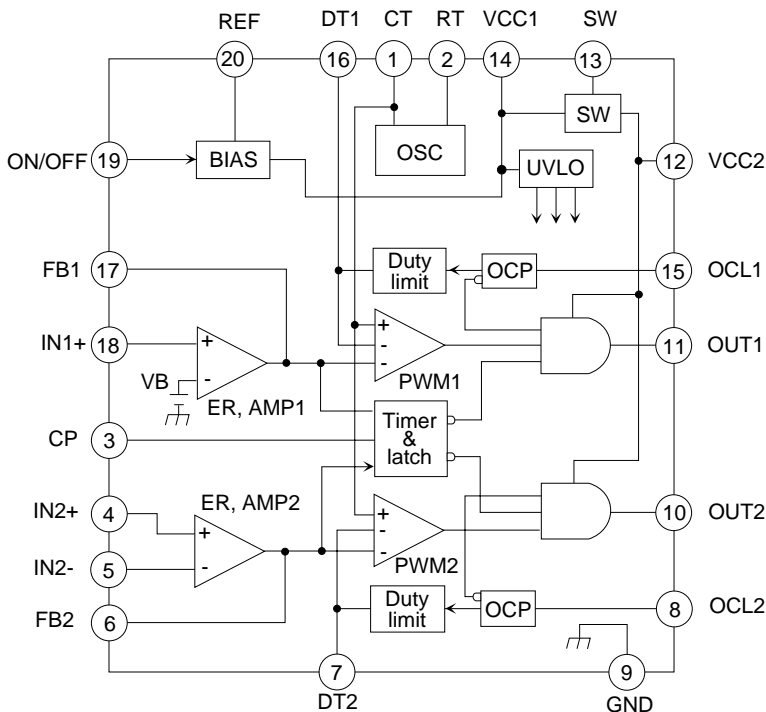 REF DT1 CT RT VCC1 SW
20 16 1 2 14 13
SW
ON/OFF 19 BIAS OSC UVLO 12 VCC2
FB1 17 Duty limit OCP 15 OCL1
IN1+ 18 + - + - - 11 OUT1
VB PWM1
ER, AMP1
CP 3 Timer & latch
IN2+ 4 ER, AMP2 + - + - - 10 OUT2
IN2- 5 PWM2
FB2 6 Duty limit OCP 8 OCL2
7 9
DT2 GND